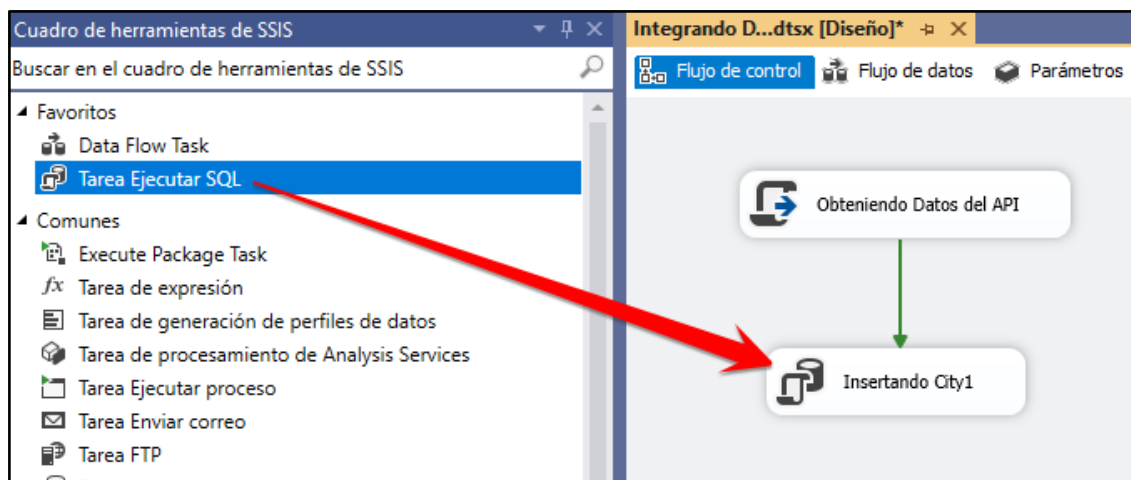 Cuadro de herramientas de SSIS
Buscar en el cuadro de herramientas de SSIS
Favoritos
Data Flow Task
Tarea Ejecutar SQL
Comunes
Execute Package Task
fx Tarea de expresión
Tarea de generación de perfiles de datos
Tarea de procesamiento de Analysis Services
Tarea Ejecutar proceso
Tarea Enviar correo
Tarea FTP
Integrando D...dtsx [Diseño]*
Flujo de control Flujo de datos Parámetros
Obteniendo Datos del API
Insertando City1